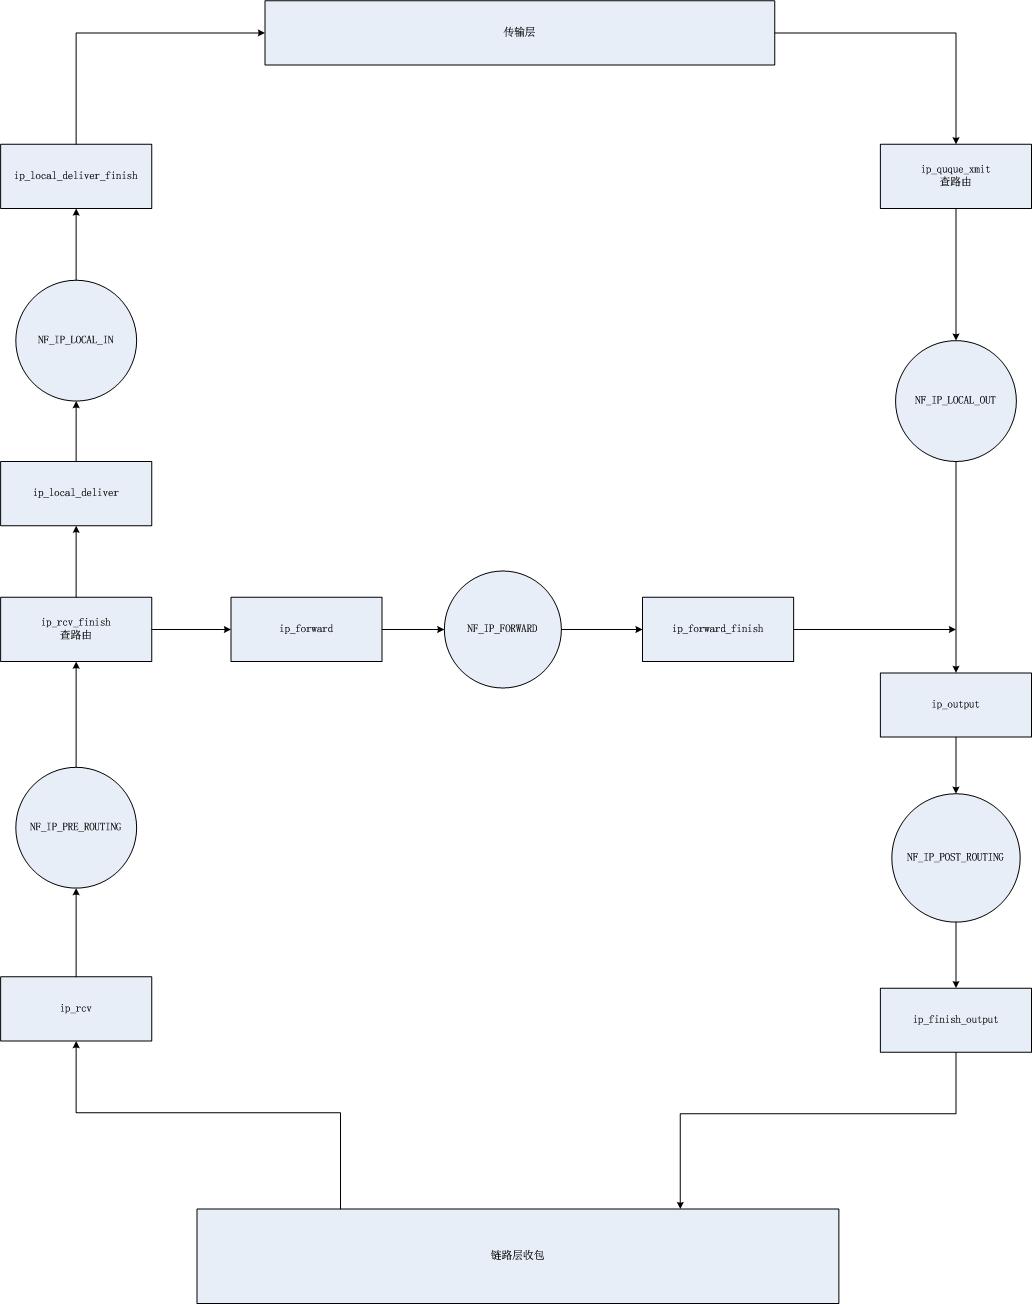 传输层
ip_local_deliver_finish
ip_quque_xmit
查路由
NF_IP_LOCAL_IN
NF_IP_LOCAL_OUT
ip_local_deliver
ip_rcv_finish
查路由
ip_forward
NF_IP_FORWARD
ip_forward_finish
ip_output
NF_IP_PRE_ROUTING
NF_IP_POST_ROUTING
ip_rcv
ip_finish_output
链路层收包